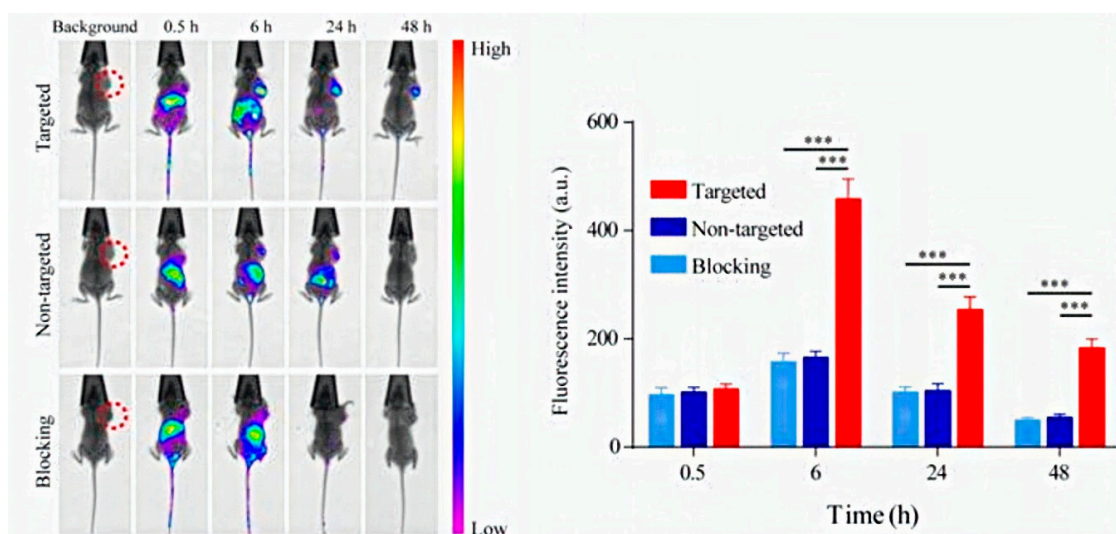 Background 0.5 h 6 h 24 h 48 h
Targeted
Non-targeted
Blocking
High
Low
Fluorescence intensity (a.u.)
600
400
200
0
Targeted
Non-targeted
Blocking
*** 
***
***
***
***
***
0.5 6 24 48
Time (h)